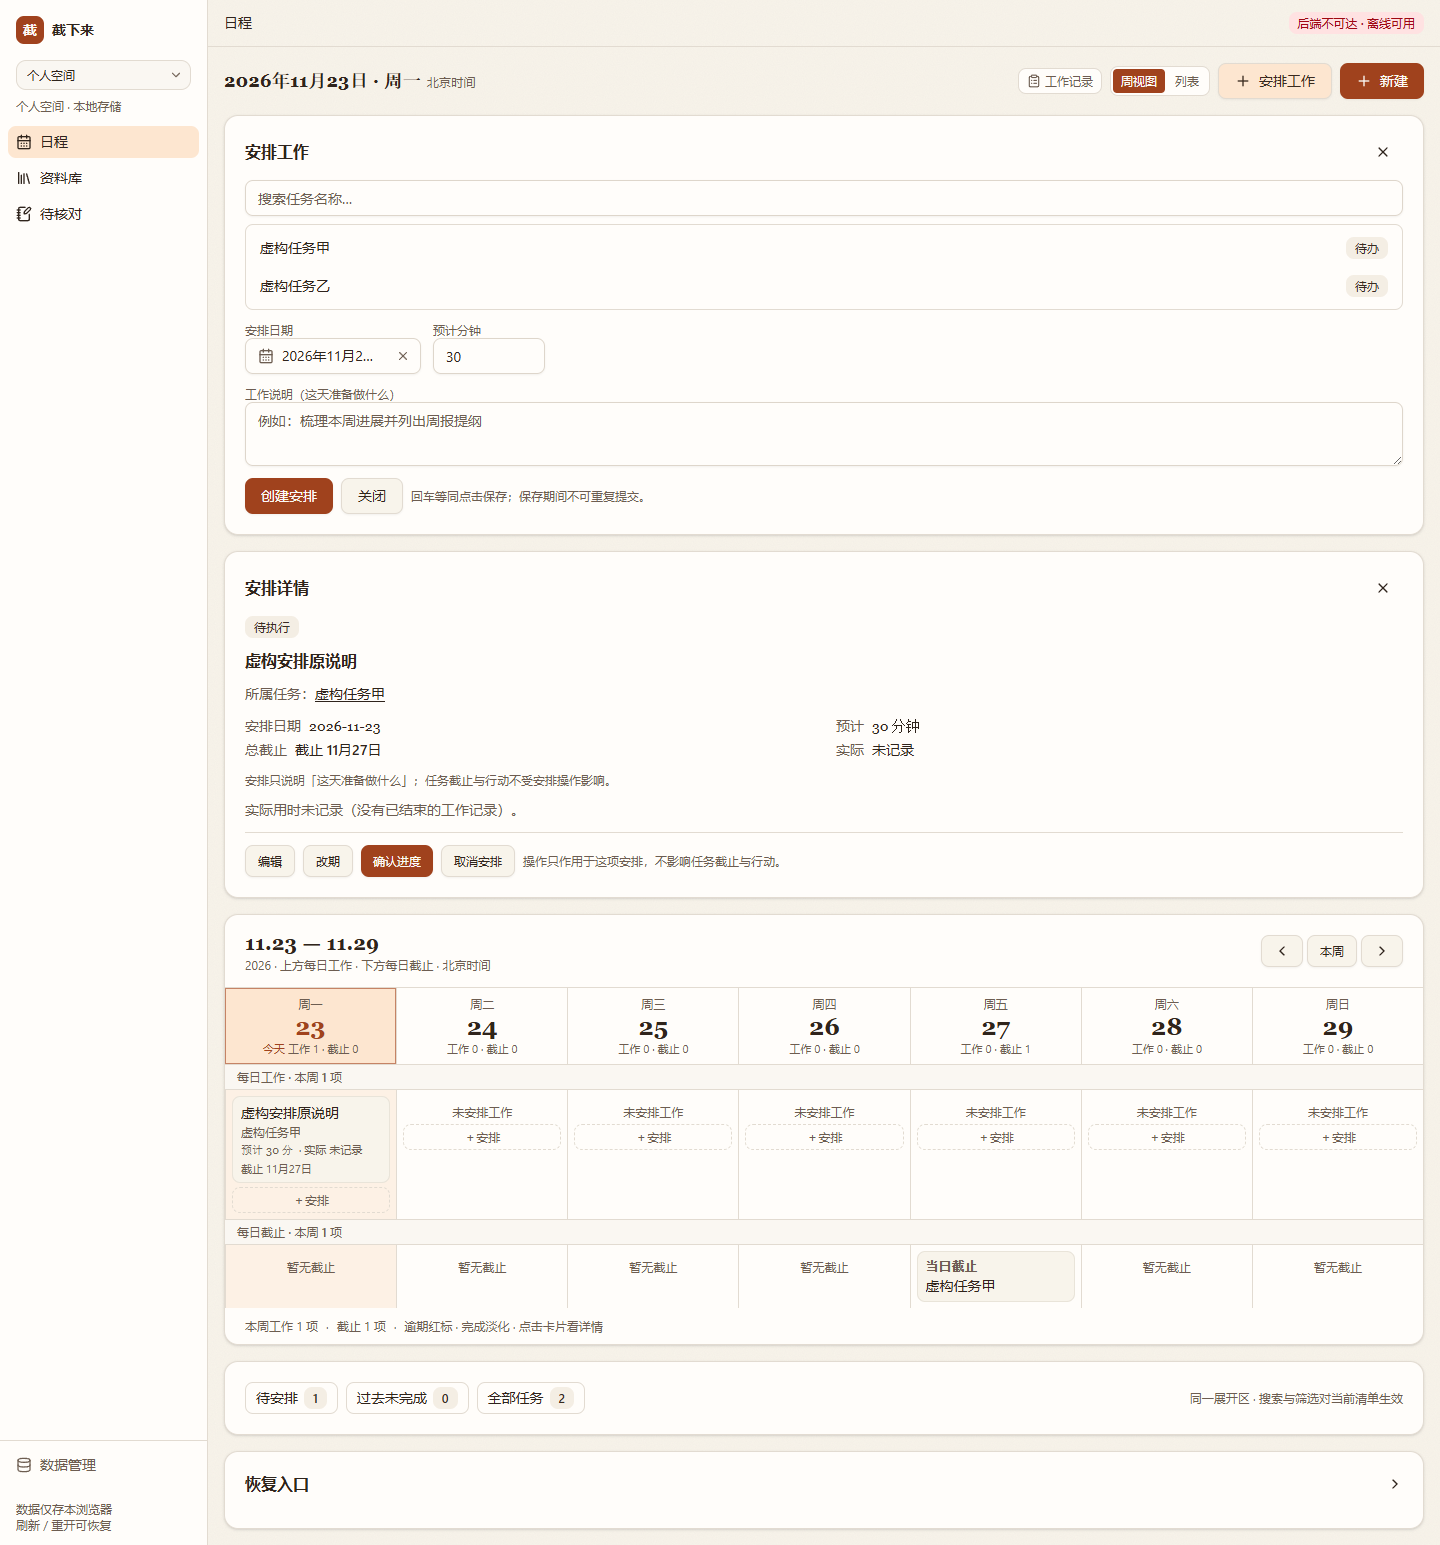 截 截下来
个人空间
个人空间 · 本地存储
日程
资料库
待核对
数据管理
数据仅存本浏览器
刷新 / 重开可恢复
日程
后端不可达 · 离线可用
2026年11月23日 · 周一 北京时间
工作记录
周视图 列表
安排工作
新建
安排工作
搜索任务名称...
虚构任务甲 待办
虚构任务乙 待办
安排日期 预计分钟
2026年11月2... 30
工作说明（这天准备做什么）
例如：梳理本周进展并列出周报提纲
创建安排 关闭 回车等同点击保存；保存期间不可重复提交。
安排详情
待执行
虚构安排原说明
所属任务： 虚构任务甲
安排日期 2026-11-23 预计 30 分钟
总截止 截止 11月27日 实际 未记录
安排只说明「这天准备做什么」；任务截止与行动不受安排操作影响。
实际用时未记录（没有已结束的工作记录）。
编辑 改期 确认进度 取消安排 操作只作用于这项安排，不影响任务截止与行动。
11.23 — 11.29
2026 · 上方每日工作 · 下方每日截止 · 北京时间
本周
周一 周二 周三 周四 周五 周六 周日
23 24 25 26 27 28 29
今天 工作 1 · 截止 0 工作 0 · 截止 0 工作 0 · 截止 0 工作 0 · 截止 0 工作 0 · 截止 1 工作 0 · 截止 0 工作 0 · 截止 0
每日工作 · 本周 1 项
虚构安排原说明
虚构任务甲
预计 30 分 · 实际 未记录
截止 11月27日
+ 安排
未安排工作 未安排工作 未安排工作 未安排工作 未安排工作 未安排工作
+ 安排 + 安排 + 安排 + 安排 + 安排 + 安排
每日截止 · 本周 1 项
暂无截止 暂无截止 暂无截止 暂无截止 当日截止 暂无截止 暂无截止
虚构任务甲
本周工作 1 项 · 截止 1 项 · 逾期红标 · 完成淡化 · 点击卡片看详情
待安排 1 过去未完成 0 全部任务 2 同一展开区 · 搜索与筛选对当前清单生效
恢复入口